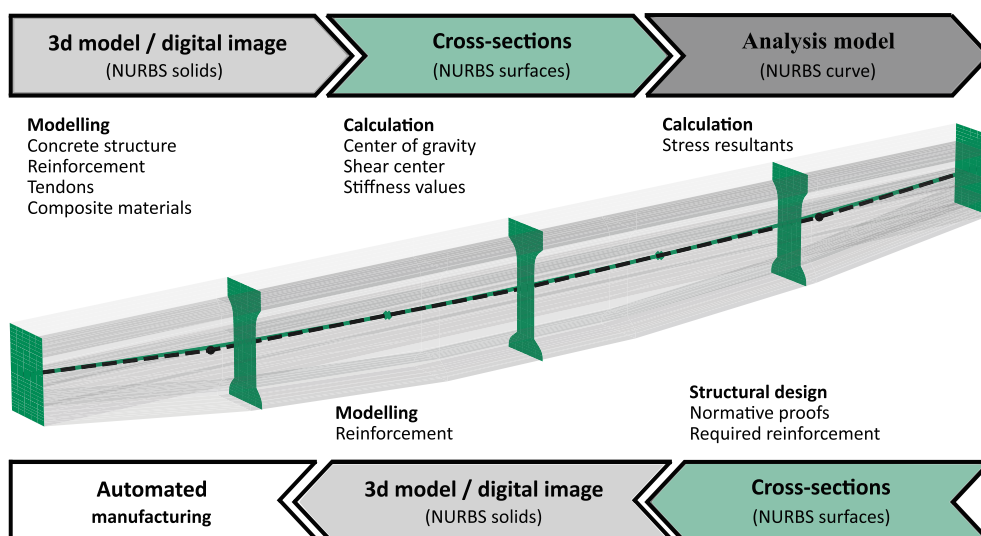 3d model / digital image
(NURBS solids)
Cross-sections
(NURBS surfaces)
Analysis model
(NURBS curve)
Modelling
Concrete structure
Reinforcement
Tendons
Composite materials
Calculation
Center of gravity
Shear center
Stiffness values
Calculation
Stress resultants
Modelling
Reinforcement
Structural design
Normative proofs
Required reinforcement
Automated
manufacturing
3d model / digital image
(NURBS solids)
Cross-sections
(NURBS surfaces)